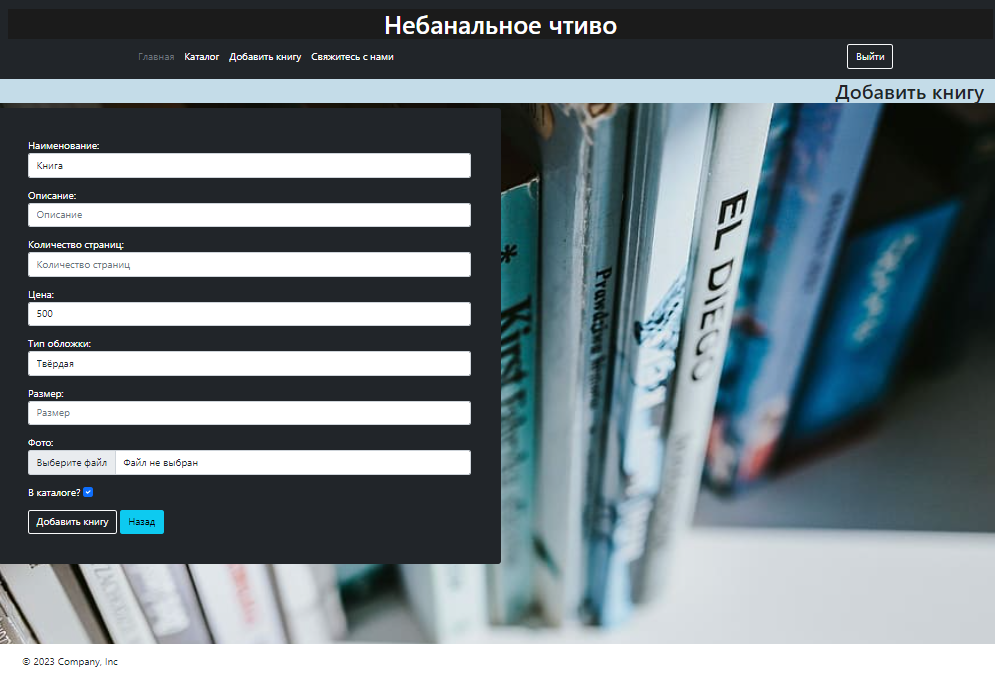 Небанальное чтиво
Главная Каталог Добавить книгу Свяжитесь с нами Выйти
Добавить книгу
Наименование:
Книга
Описание:
Описание
Количество страниц:
Количество страниц
Цена:
500
Тип обложки:
Твёрдая
Размер:
Размер
Фото:
Выберите файл Файл не выбран
В каталоге?
Добавить книгу Назад
EL DIEGO
© 2023 Company, Inc